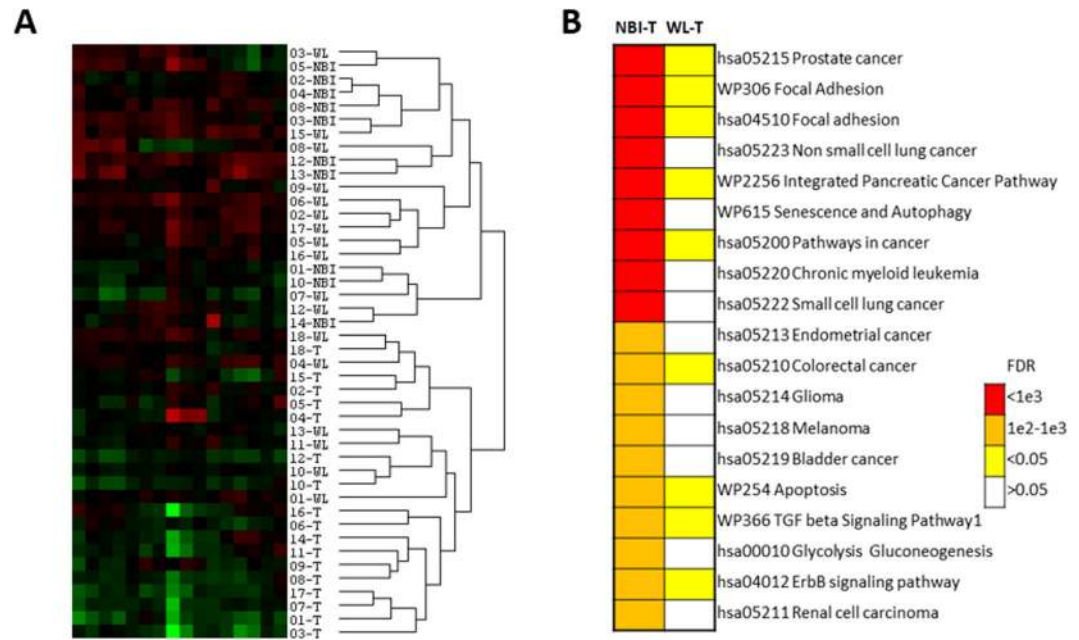 A
03-WL
05-NBI
02-NBI
04-NBI
08-NBI
03-NBI
15-WL
08-WL
12-NBI
13-NBI
09-WL
06-WL
02-WL
17-WL
05-WL
16-WL
01-NBI
10-NBI
07-WL
12-WL
14-NBI
18-WL
18-T
04-WL
15-T
02-T
05-T
04-T
13-WL
11-WL
12-T
10-WL
10-T
01-WL
16-T
06-T
14-T
11-T
09-T
08-T
17-T
07-T
01-T
03-T
B
NBI-T WL-T
hsa05215 Prostate cancer
WP306 Focal Adhesion
hsa04510 Focal adhesion
hsa05223 Non small cell lung cancer
WP2256 Integrated Pancreatic Cancer Pathway
WP615 Senescence and Autophagy
hsa05200 Pathways in cancer
hsa05220 Chronic myeloid leukemia
hsa05222 Small cell lung cancer
hsa05213 Endometrial cancer
hsa05210 Colorectal cancer
hsa05214 Glioma
hsa05218 Melanoma
hsa05219 Bladder cancer
WP254 Apoptosis
WP366 TGF beta Signaling Pathway1
hsa00010 Glycolysis Gluconeogenesis
hsa04012 ErbB signaling pathway
hsa05211 Renal cell carcinoma
FDR
<1e3
1e2-1e3
<0.05
>0.05